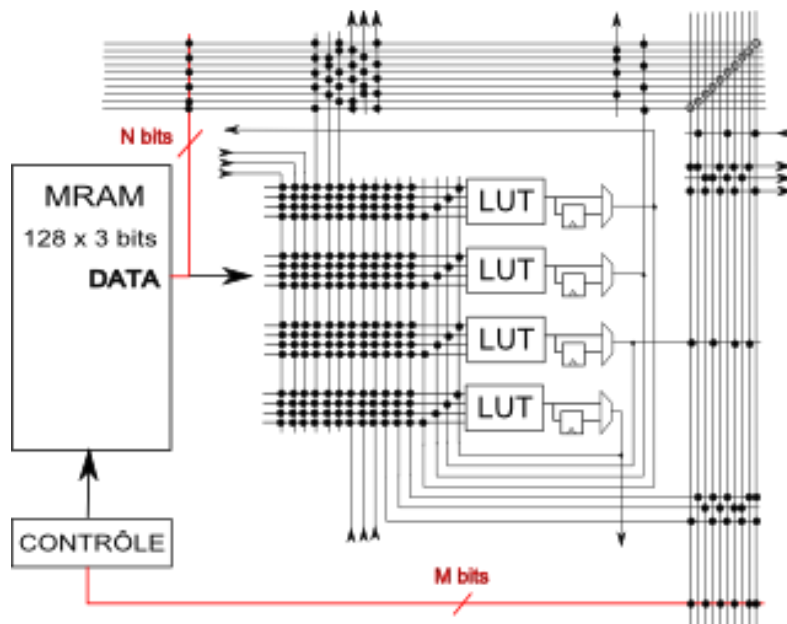 N bits
MRAM
128 x 3 bits
DATA
LUT
LUT
LUT
LUT
CONTRÔLE
M bits